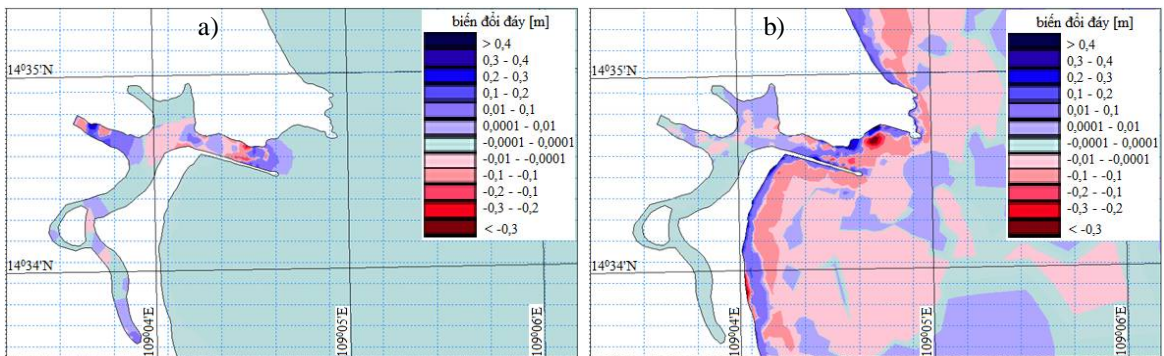 a)
biến đổi đáy [m]
> 0,4
0,3 - 0,4
0,2 - 0,3
0,1 - 0,2
0,01 - 0,1
0,0001 - 0,01
-0,0001 - 0,0001
-0,01 - -0,0001
-0,1 - -0,01
-0,2 - -0,1
-0,3 - -0,2
< -0,3
14⁰35'N
14⁰34'N
109⁰04'E
109⁰05'E
109⁰06'E
b)
biến đổi đáy [m]
> 0,4
0,3 - 0,4
0,2 - 0,3
0,1 - 0,2
0,01 - 0,1
0,0001 - 0,01
-0,0001 - 0,0001
-0,01 - -0,0001
-0,1 - -0,01
-0,2 - -0,1
-0,3 - -0,2
< -0,3
14⁰35'N
14⁰34'N
109⁰04'E
109⁰05'E
109⁰06'E